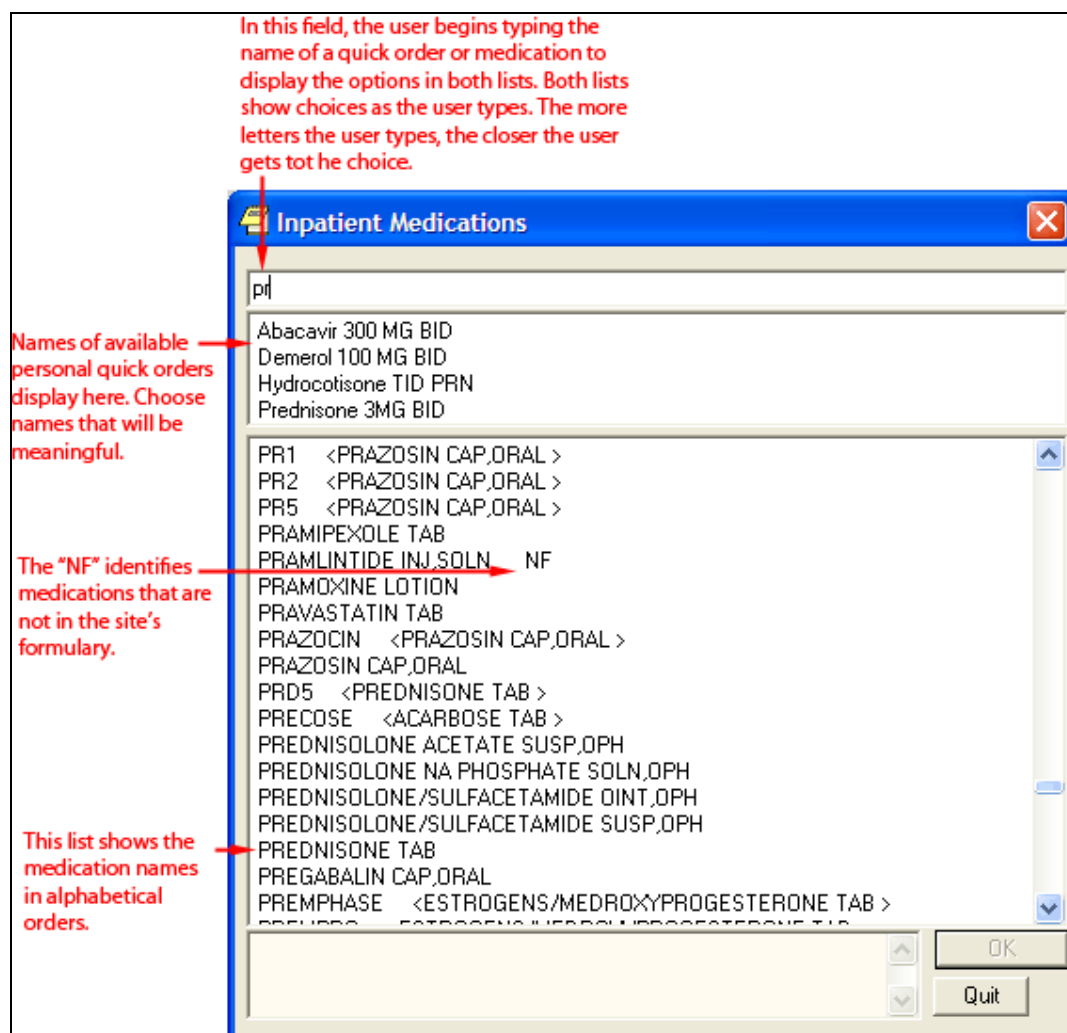 In this field, the user begins typing the
name of a quick order or medication to
display the options in both lists. Both lists
show choices as the user types. The more
letters the user types, the closer the user
gets tot he choice.
Inpatient Medications
pr
Names of available
personal quick orders
display here. Choose
names that will be
meaningful.
Abacavir 300 MG BID
Demerol 100 MG BID
Hydrocotisone TID PRN
Prednisone 3MG BID
PR1 <PRAZOSIN CAP,ORAL >
PR2 <PRAZOSIN CAP,ORAL >
PR5 <PRAZOSIN CAP,ORAL >
PRAMIPEXOLE TAB
The "NF" identifies
medications that are
not in the site's
formulary.
PRAMLINTIDE INJ,SOLN NF
PRAMOXINE LOTION
PRAVASTATIN TAB
PRAZOCIN <PRAZOSIN CAP,ORAL >
PRAZOSIN CAP,ORAL
PRD5 <PREDNISONE TAB >
PRECOSE <ACARBOSE TAB >
PREDNISOLONE ACETATE SUSP,OPH
PREDNISOLONE NA PHOSPHATE SOLN,OPH
PREDNISOLONE/SULFACETAMIDE OINT,OPH
PREDNISOLONE/SULFACETAMIDE SUSP,OPH
This list shows the
medication names
in alphabetical
orders.
PREDNISONE TAB
PREGABALIN CAP,ORAL
PREMPHASE <ESTROGENS/MEDROXYPROGESTERONE TAB >
OK
Quit